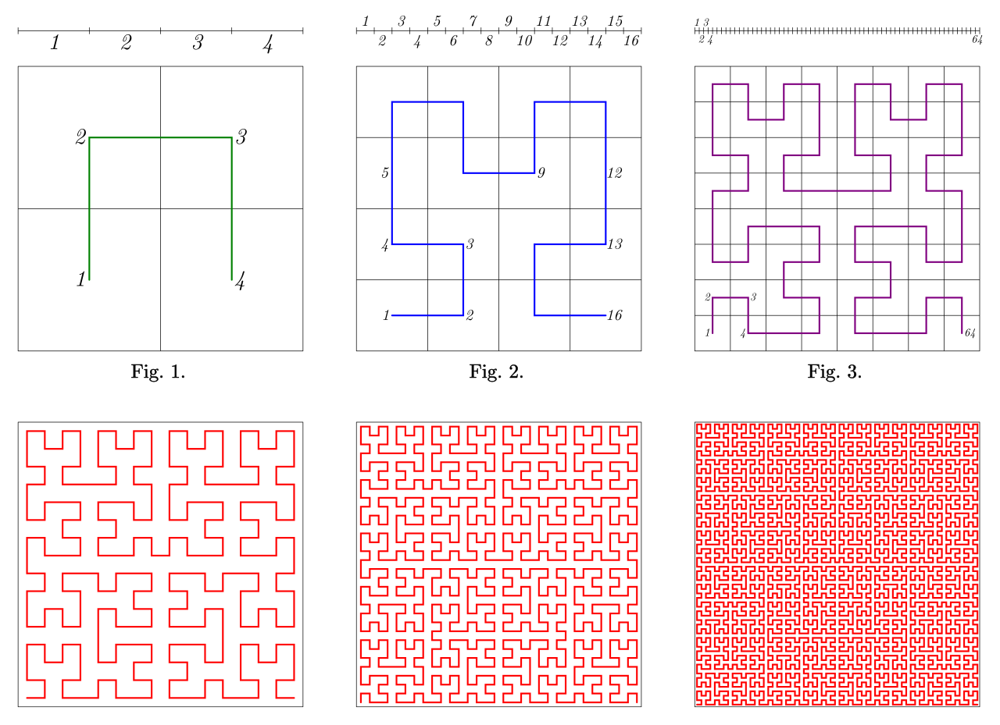 1 2 3 4
2 3
1 4
Fig. 1.
1 3 5 7 9 11 13 15
2 4 6 8 10 12 14 16
5 9 12
4 3 13
1 2 16
Fig. 2.
1 3
2 4 64
2 3
1 4 64
Fig. 3.